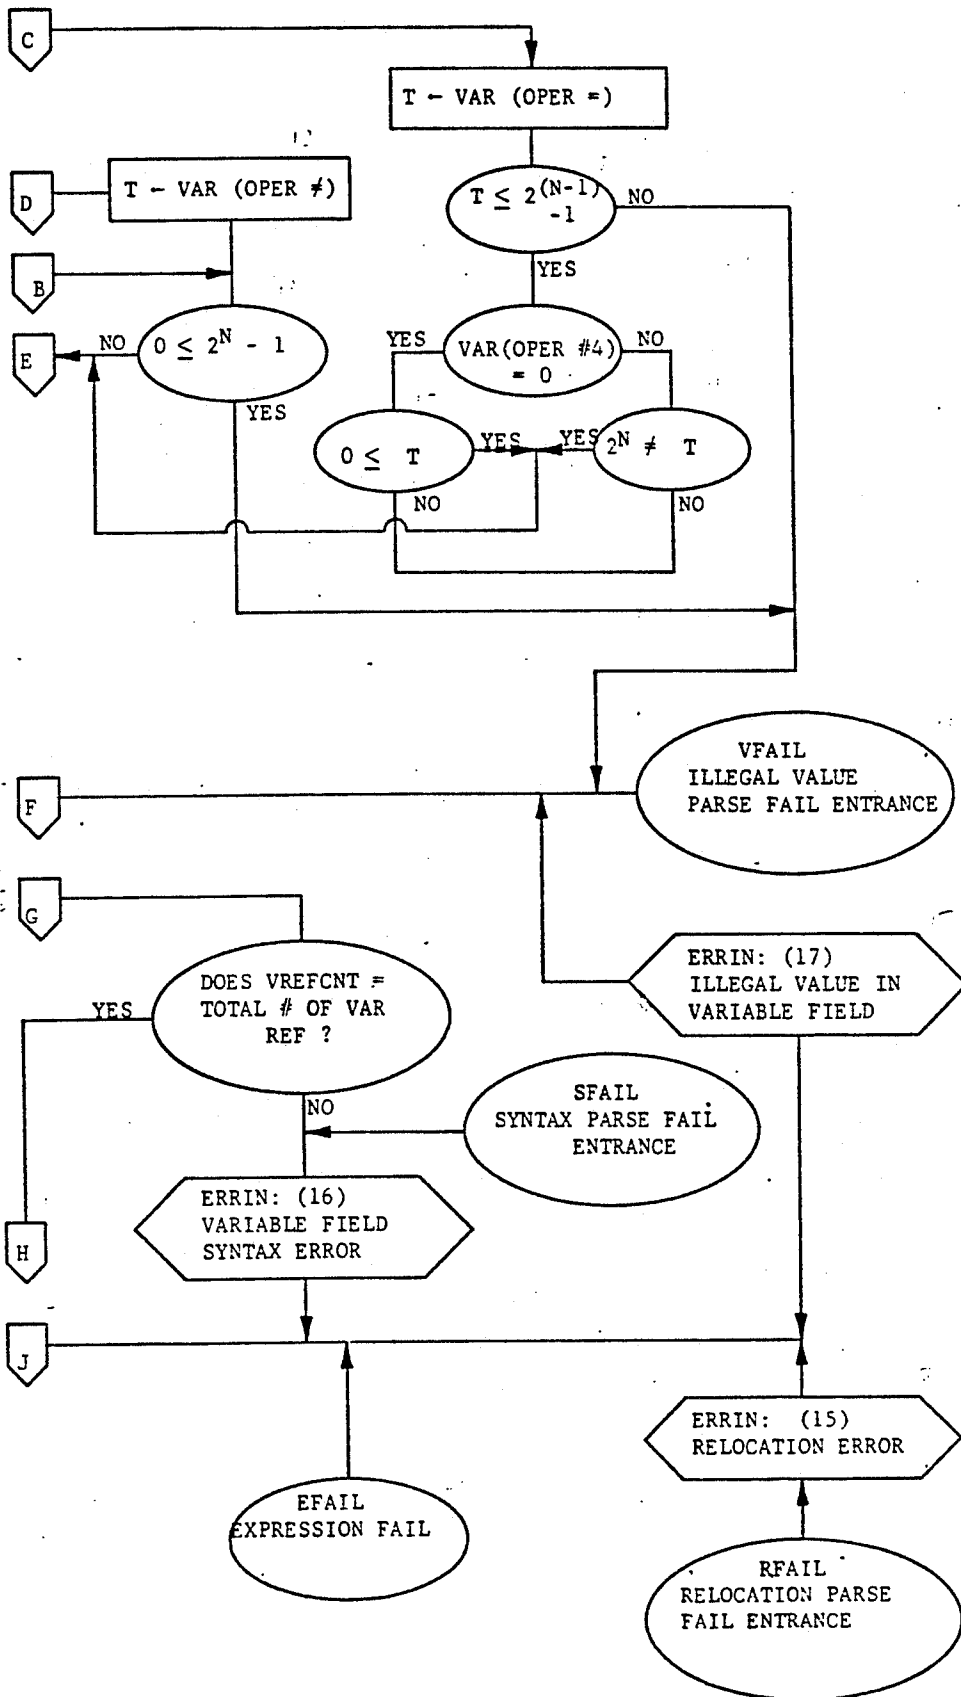 C
T ← VAR (OPER =)
D
T ← VAR (OPER ≠)
T ≤ 2^(N-1)
-1
NO
B
YES
E
NO
0 ≤ 2^N - 1
YES
YES
VAR(OPER #4)
= 0
NO
0 ≤ T
YES
YES
2^N ≠ T
NO
NO
VFAIL
ILLEGAL VALUE
PARSE FAIL ENTRANCE
F
G
DOES VREFCNT =
TOTAL # OF VAR
REF ?
YES
ERRIN: (17)
ILLEGAL VALUE IN
VARIABLE FIELD
NO
SFAIL
SYNTAX PARSE FAIL
ENTRANCE
ERRIN: (16)
VARIABLE FIELD
SYNTAX ERROR
H
J
ERRIN: (15)
RELOCATION ERROR
EFAIL
EXPRESSION FAIL
RFAIL
RELOCATION PARSE
FAIL ENTRANCE